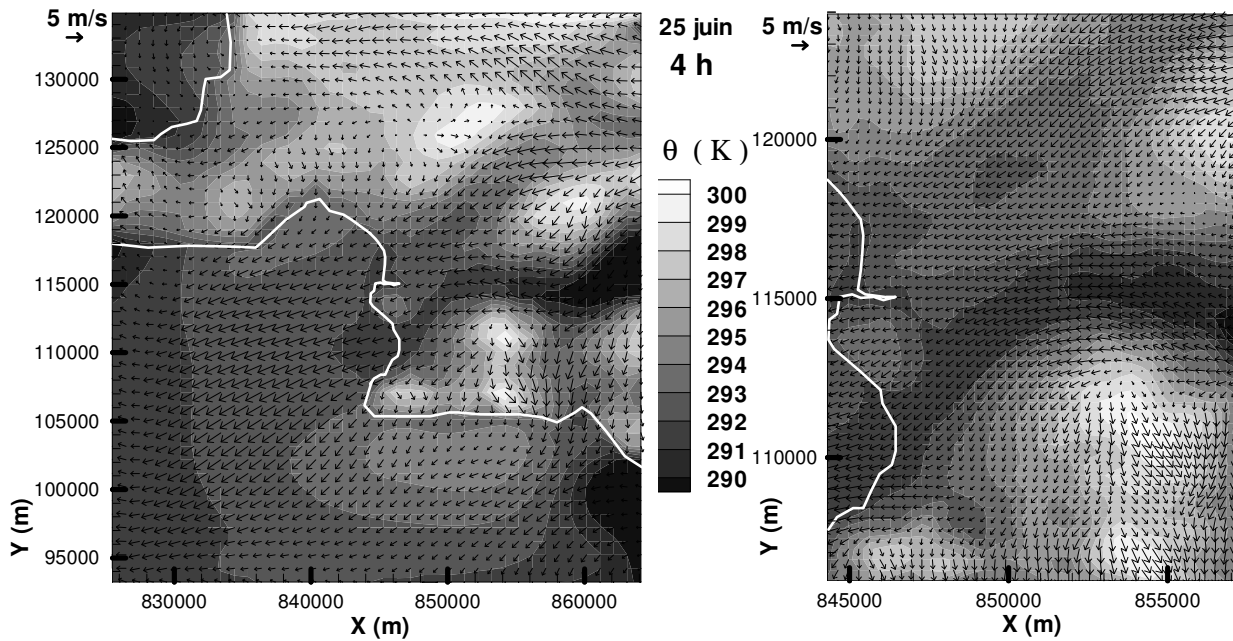 5 m/s
→
130000
125000
120000
115000
110000
105000
100000
95000
Y (m)
830000 840000 850000 860000
X (m)
25 juin
4 h
θ ( K )
300
299
298
297
296
295
294
293
292
291
290
5 m/s
→
120000
115000
110000
Y (m)
845000 850000 855000
X (m)